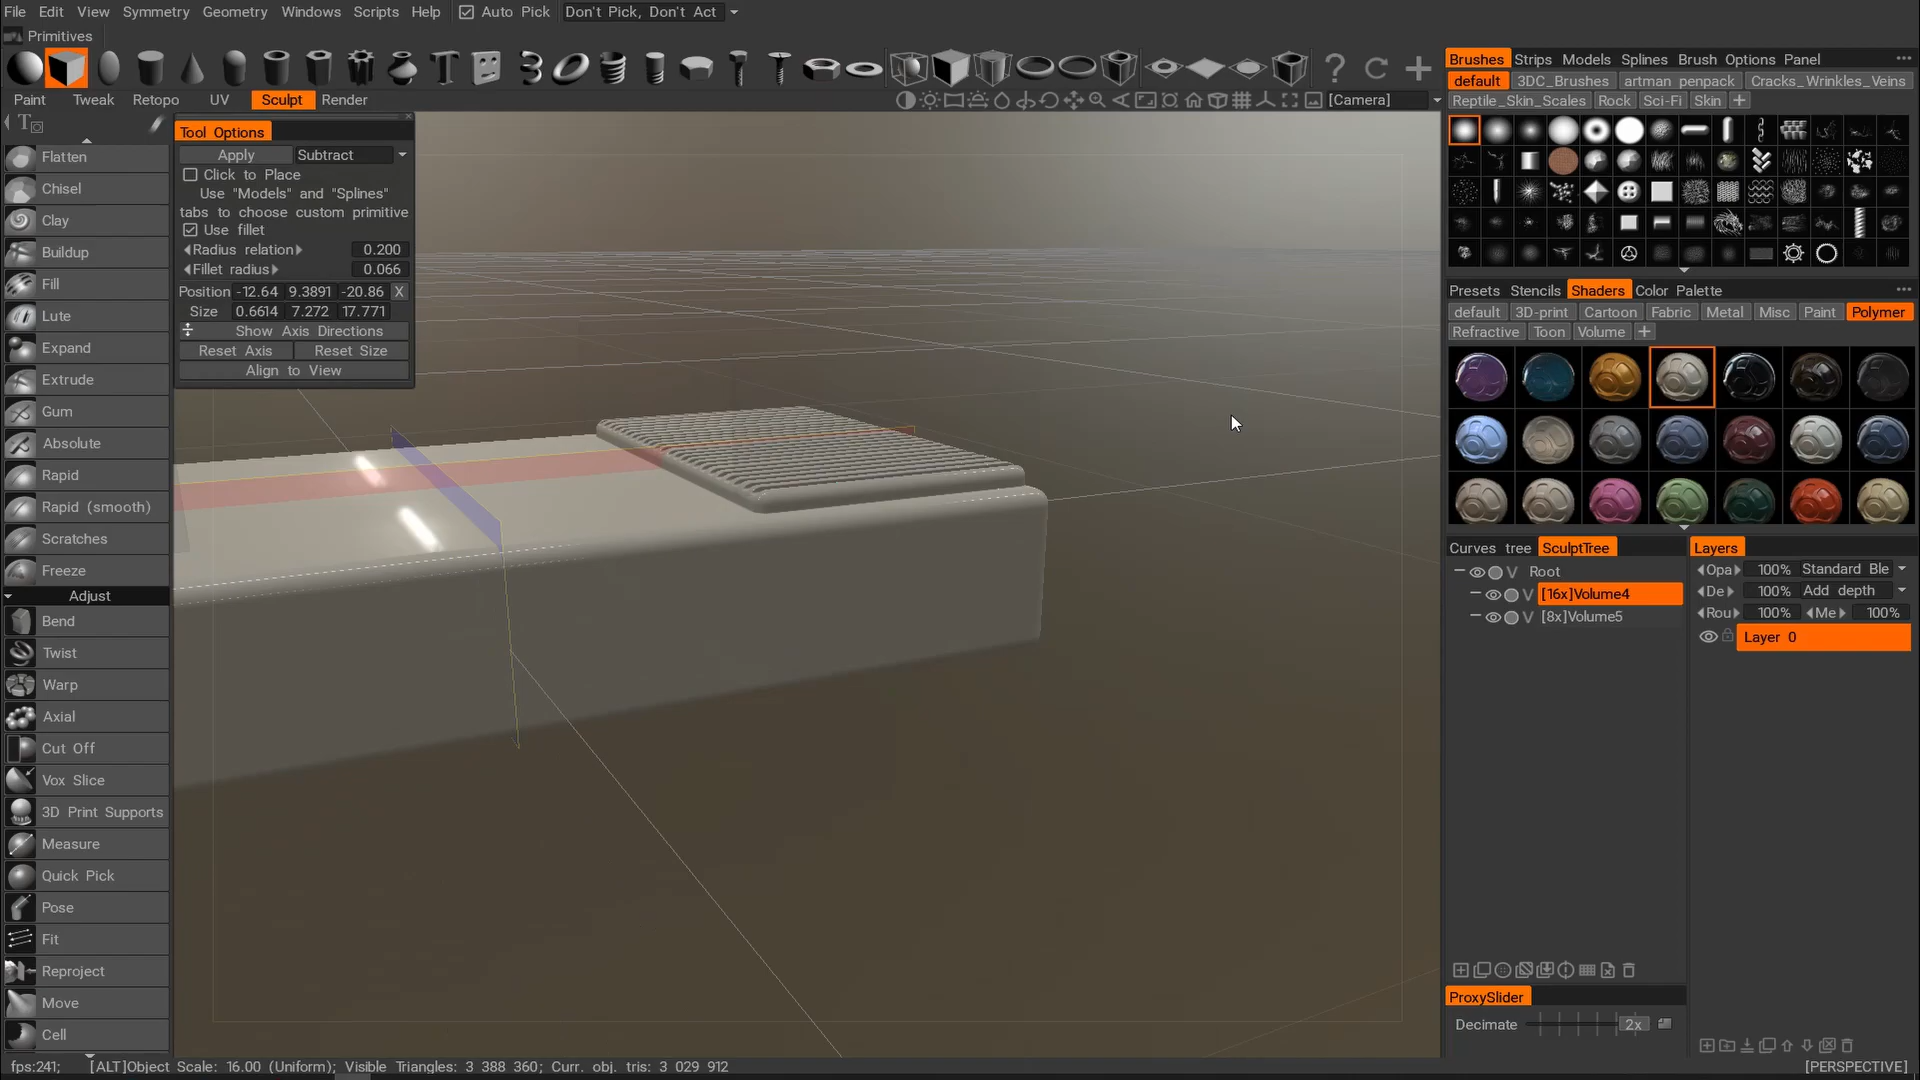 File Edit View Symmetry Geometry Windows Scripts Help Auto Pick Don't Pick, Don't Act
Primitives
Paint Tweak Retopo UV Sculpt Render
[Camera]
Tool Options
Apply Subtract
Click to Place
Use "Models" and "Splines"
tabs to choose custom primitive
Use fillet
Radius relation 0.200
Fillet radius 0.066
Position -12.64 9.3891 -20.86 X
Size 0.6614 7.272 17.771
Show Axis Directions
Reset Axis Reset Size
Align to View
Flatten
Chisel
Clay
Buildup
Fill
Lute
Expand
Extrude
Gum
Absolute
Rapid
Rapid (smooth)
Scratches
Freeze
Adjust
Bend
Twist
Warp
Axial
Cut Off
Vox Slice
3D Print Supports
Measure
Quick Pick
Pose
Fit
Reproject
Move
Cell
Brushes Strips Models Splines Brush Options Panel
default 3DC_Brushes artman penpack Cracks_Wrinkles_Veins
Reptile_Skin_Scales Rock Sci-Fi Skin
Presets Stencils Shaders Color Palette
default 3D-print Cartoon Fabric Metal Misc Paint Polymer
Refractive Toon Volume
Curves tree SculptTree
Root
[16x]Volume4
[8x]Volume5
Layers
Opa 100% Standard Ble
De 100% Add depth
Rou 100% Me 100%
Layer 0
ProxySlider
Decimate 2x
fps:241; [ALT]Object Scale: 16.00 (Uniform); Visible Triangles: 3 388 360; Curr. obj. tris: 3 029 912
[PERSPECTIVE]